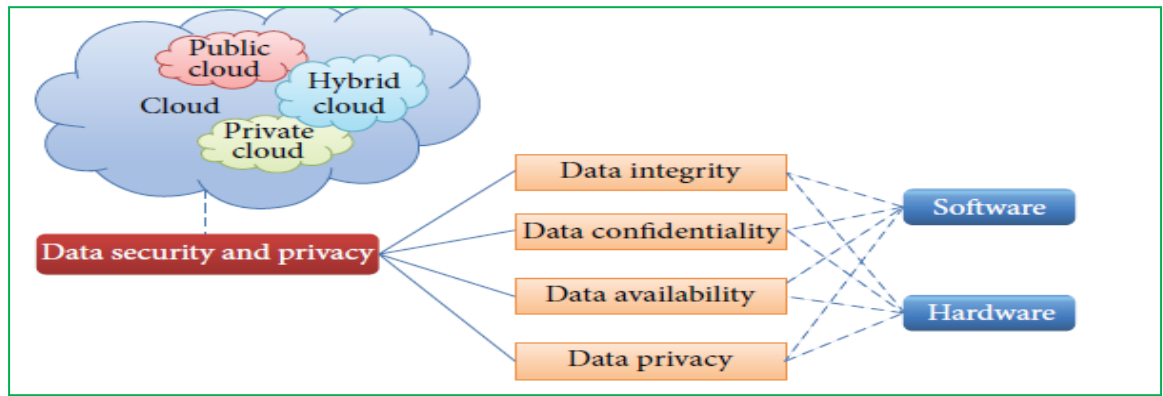 Public
cloud
Hybrid
cloud
Cloud
Private
cloud
Data security and privacy
Data integrity
Data confidentiality
Data availability
Data privacy
Software
Hardware